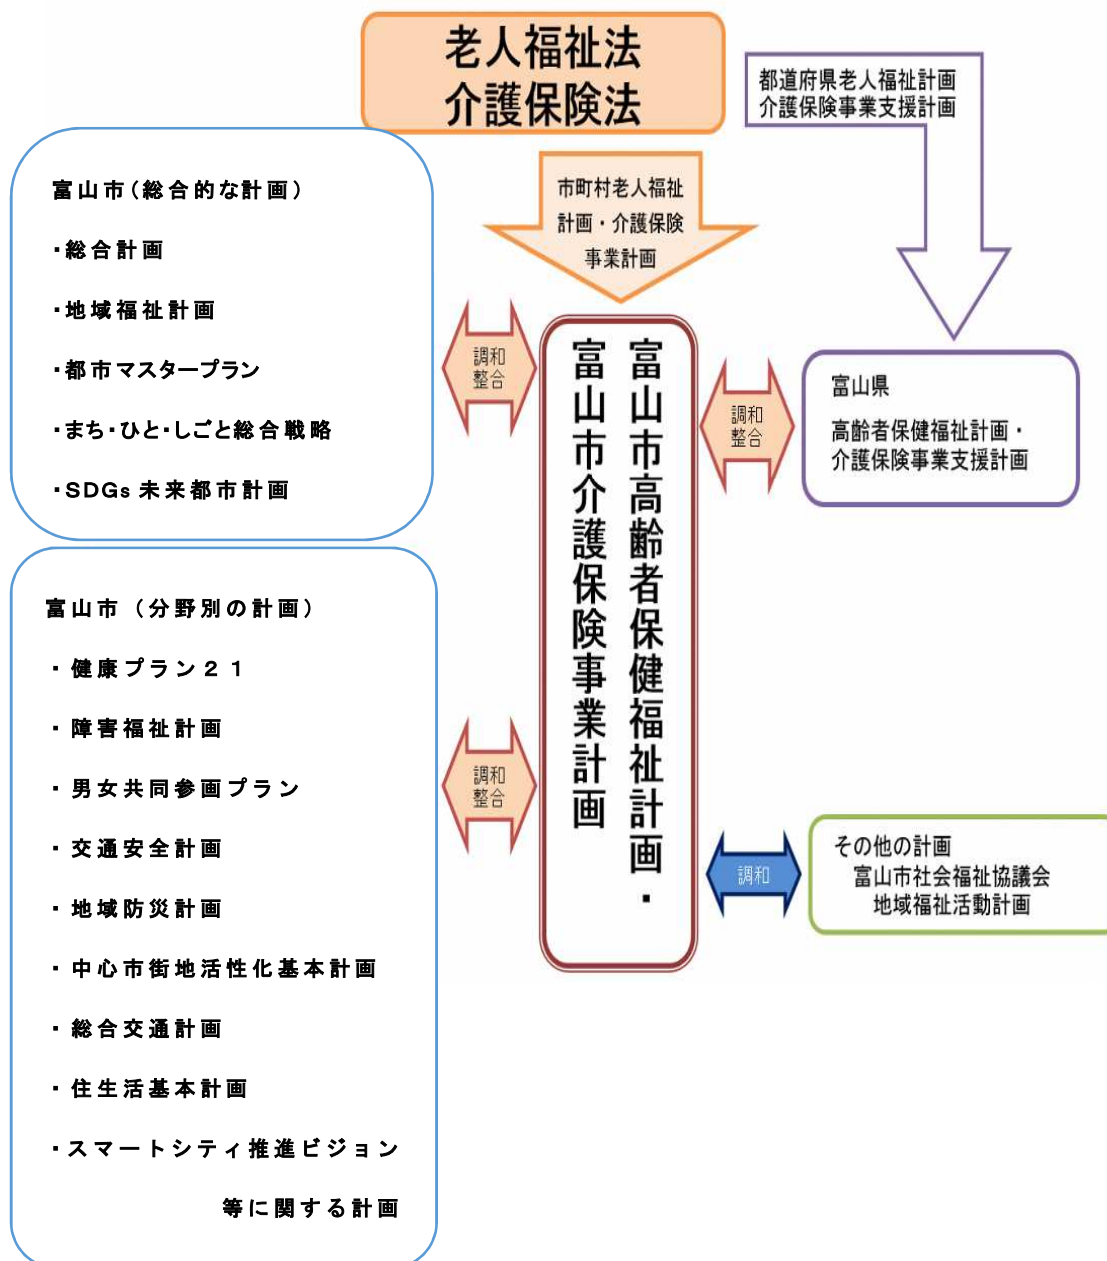 老人福祉法
介護保険法
都道府県老人福祉計画
介護保険事業支援計画
市町村老人福祉
計画・介護保険
事業計画
富山市(総合的な計画)
・総合計画
・地域福祉計画
・都市マスタープラン
・まち・ひと・しごと総合戦略
・SDGs 未来都市計画
調和
整合
富山市高齢者保健福祉計画・
富山市介護保険事業計画
調和
整合
富山県
高齢者保健福祉計画・
介護保険事業支援計画
富山市（分野別の計画）
・健康プラン２１
・障害福祉計画
・男女共同参画プラン
・交通安全計画
・地域防災計画
・中心市街地活性化基本計画
・総合交通計画
・住生活基本計画
・スマートシティ推進ビジョン
等に関する計画
調和
整合
調和
その他の計画
富山市社会福祉協議会
地域福祉活動計画